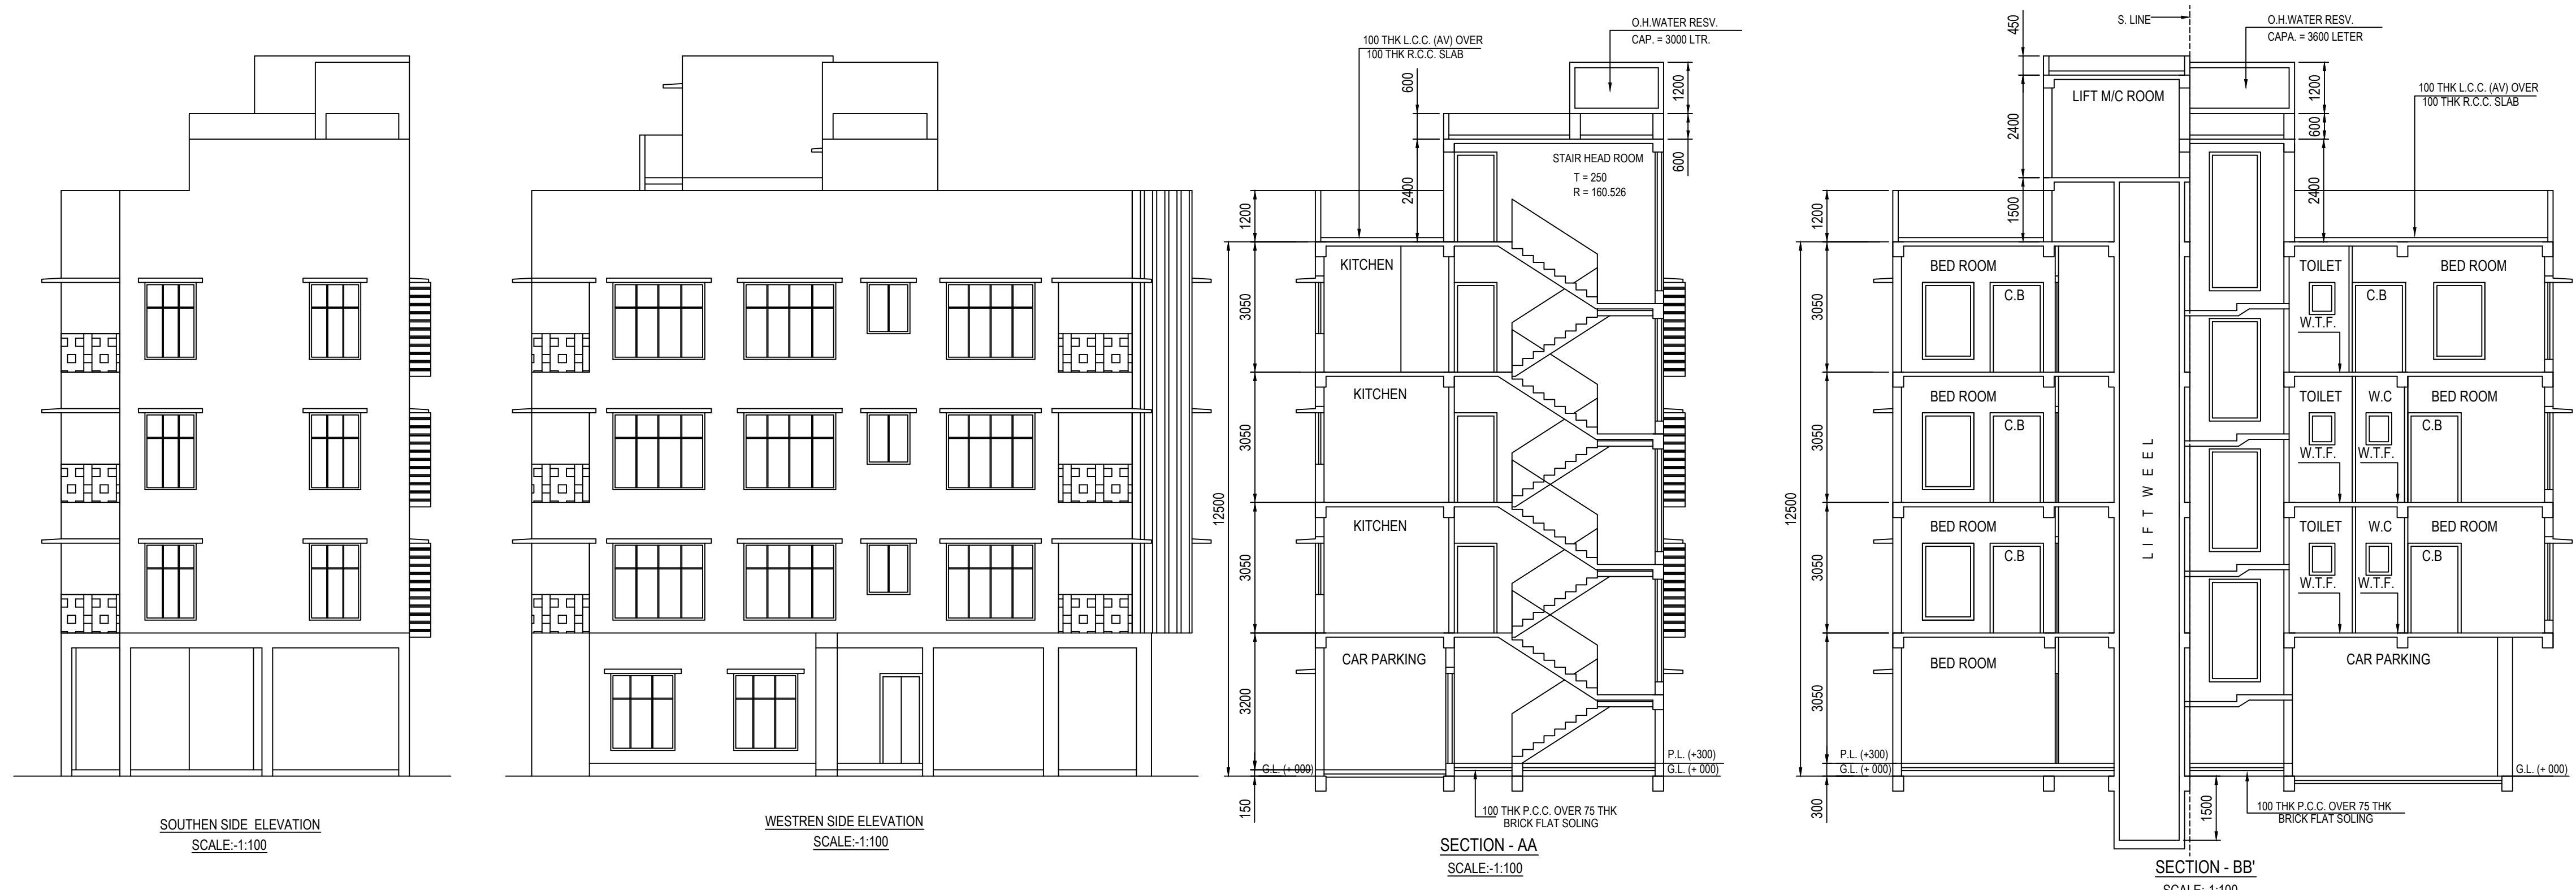 SOUTHEN SIDE ELEVATION
SCALE:-1:100
WESTREN SIDE ELEVATION
SCALE:-1:100
100 THK L.C.C. (AV) OVER
100 THK R.C.C. SLAB
O.H.WATER RESV.
CAP. = 3000 LTR.
600
1200
2400
600
STAIR HEAD ROOM
T = 250
R = 160.526
1200
KITCHEN
3050
KITCHEN
3050
12500
KITCHEN
3050
CAR PARKING
3200
G.L. (+ 000)
P.L. (+300)
G.L. (+ 000)
150
100 THK P.C.C. OVER 75 THK
BRICK FLAT SOLING
SECTION - AA
SCALE:-1:100
S. LINE
450
O.H.WATER RESV.
CAPA. = 3600 LETER
LIFT M/C ROOM
2400
1200
600
100 THK L.C.C. (AV) OVER
100 THK R.C.C. SLAB
1500
2400
1200
BED ROOM
C.B
TOILET
C.B
BED ROOM
W.T.F.
3050
BED ROOM
C.B
TOILET
W.C
BED ROOM
C.B
W.T.F.
W.T.F.
3050
LIFT WEEL
12500
BED ROOM
C.B
TOILET
W.C
BED ROOM
C.B
W.T.F.
W.T.F.
3050
BED ROOM
CAR PARKING
3050
P.L. (+300)
G.L. (+ 000)
G.L. (+ 000)
300
1500
100 THK P.C.C. OVER 75 THK
BRICK FLAT SOLING
SECTION - BB'
SCALE:-1:100